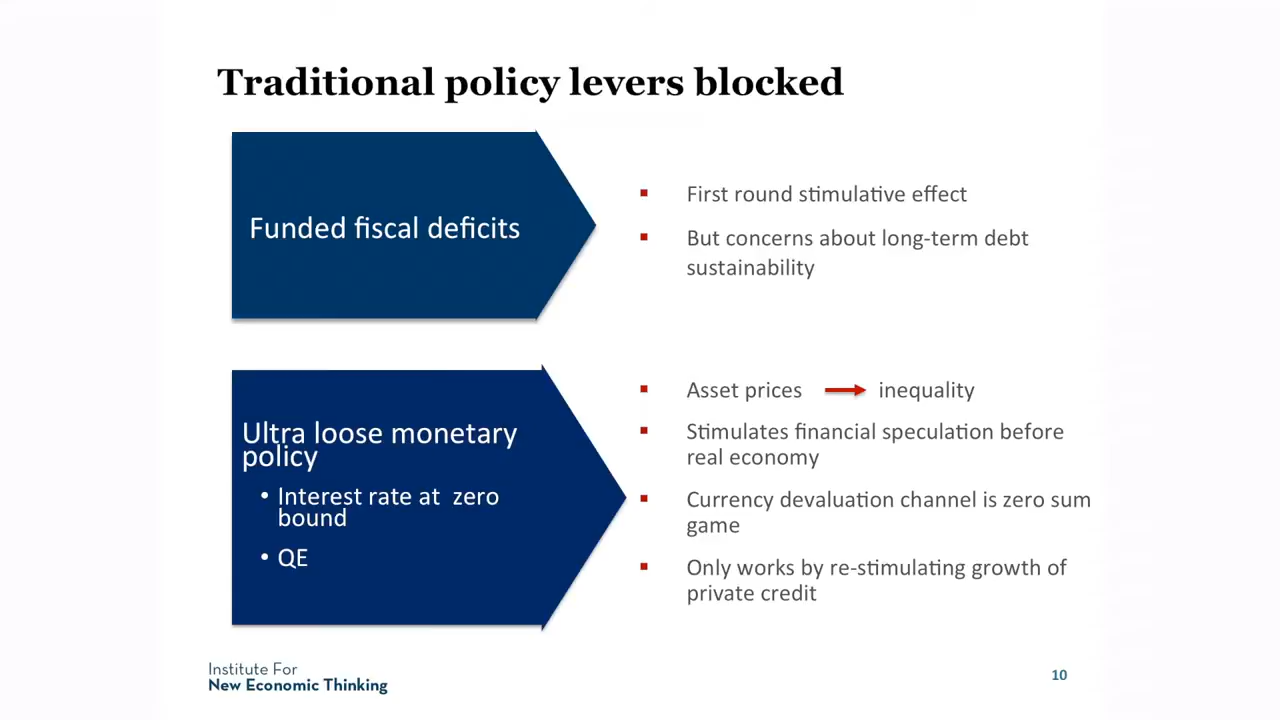 Traditional policy levers blocked
Funded fiscal deficits
First round stimulative effect
But concerns about long-term debt
sustainability
Ultra loose monetary
policy
• Interest rate at zero
bound
• QE
Asset prices inequality
Stimulates financial speculation before
real economy
Currency devaluation channel is zero sum
game
Only works by re-stimulating growth of
private credit
Institute For
New Economic Thinking
10